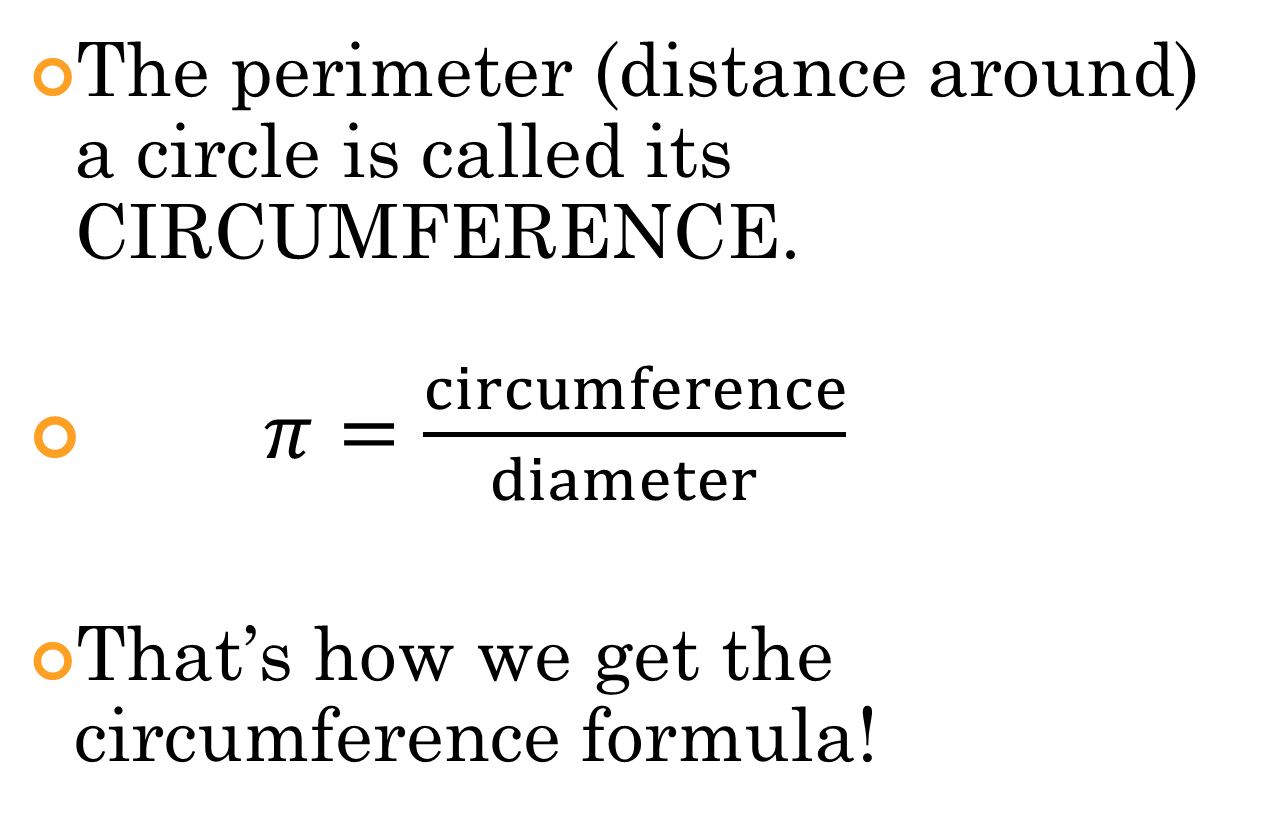 The perimeter (distance around)
a circle is called its
CIRCUMFERENCE.
π = circumference / diameter
That’s how we get the
circumference formula!